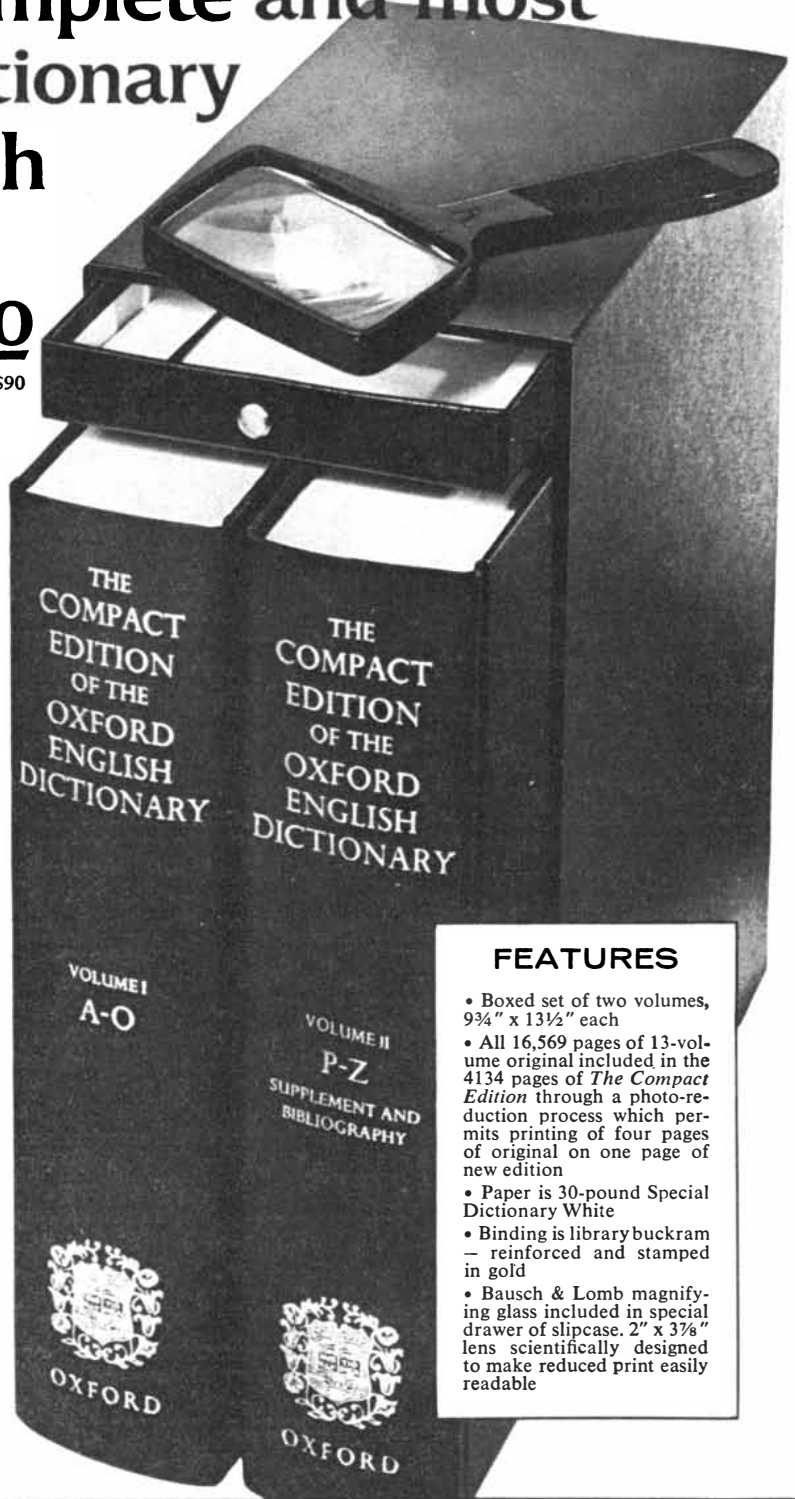 mplete and most
tionary
h
0
$90
THE
COMPACT
EDITION
OF THE
OXFORD
ENGLISH
DICTIONARY
VOLUME I
A-O
OXFORD
THE
COMPACT
EDITION
OF THE
OXFORD
ENGLISH
DICTIONARY
VOLUME II
P-Z
SUPPLEMENT AND
BIBLIOGRAPHY
OXFORD
FEATURES
• Boxed set of two volumes,
9¾" x 13½" each
• All 16,569 pages of 13-vol-
ume original included in the
4134 pages of The Compact
Edition through a photo-re-
duction process which per-
mits printing of four pages
of original on one page of
new edition
• Paper is 30-pound Special
Dictionary White
• Binding is library buckram
— reinforced and stamped
in gold
• Bausch & Lomb magnify-
ing glass included in special
drawer of slipcase. 2" x 3⅞"
lens scientifically designed
to make reduced print easily
readable